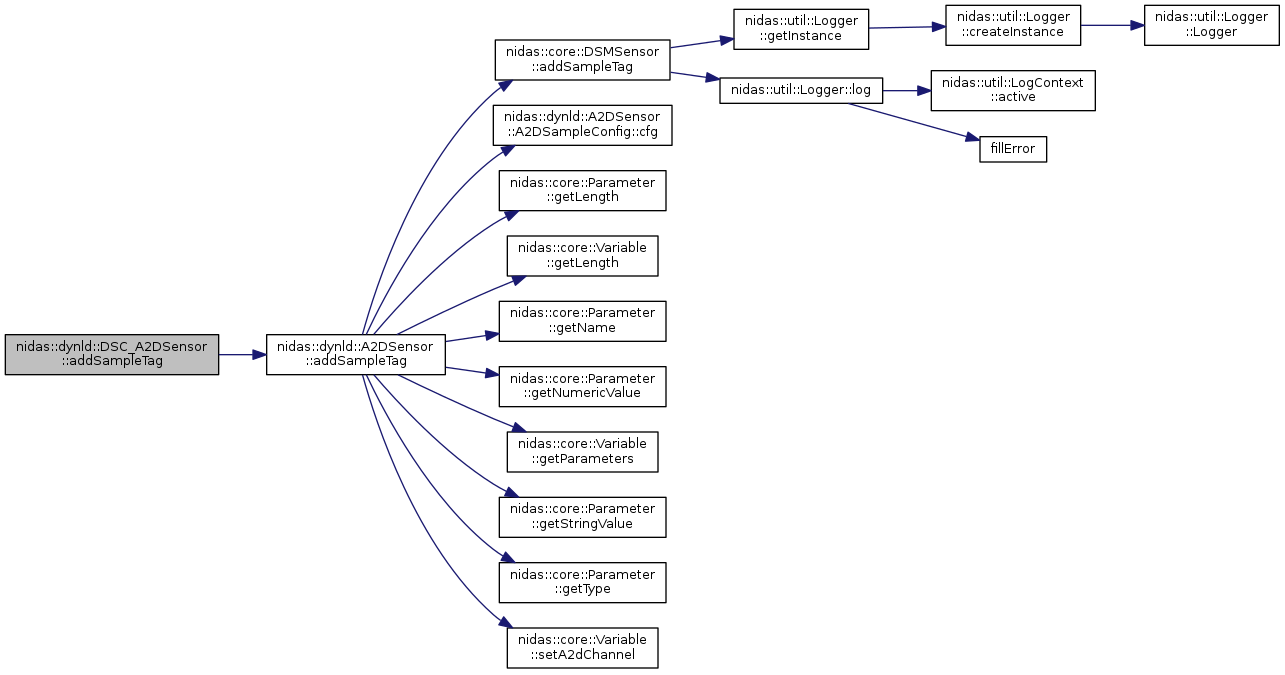 nidas::dynld::DSC_A2DSensor
::addSampleTag
nidas::dynld::A2DSensor
::addSampleTag
nidas::core::DSMSensor
::addSampleTag
nidas::util::Logger
::getInstance
nidas::util::Logger
::createInstance
nidas::util::Logger
::Logger
nidas::util::Logger::log
nidas::util::LogContext
::active
fillError
nidas::dynld::A2DSensor
::A2DSampleConfig::cfg
nidas::core::Parameter
::getLength
nidas::core::Variable
::getLength
nidas::core::Parameter
::getName
nidas::core::Parameter
::getNumericValue
nidas::core::Variable
::getParameters
nidas::core::Parameter
::getStringValue
nidas::core::Parameter
::getType
nidas::core::Variable
::setA2dChannel